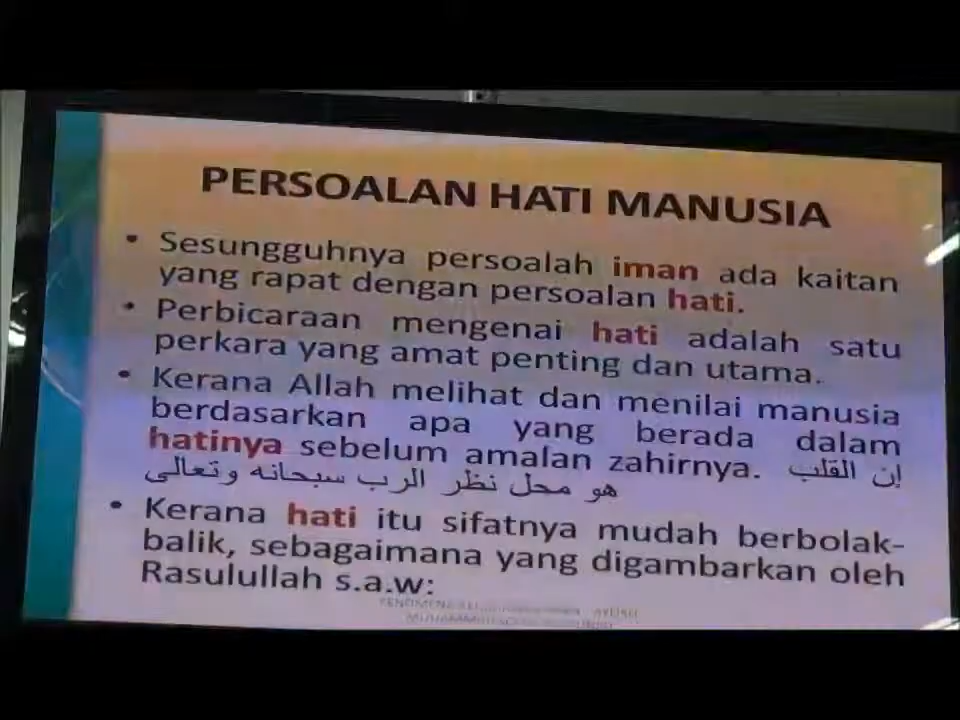 PERSOALAN HATI MANUSIA
• Sesungguhnya persoalah iman ada kaitan
yang rapat dengan persoalan hati.
• Perbicaraan mengenai hati adalah satu
perkara yang amat penting dan utama.
• Kerana Allah melihat dan menilai manusia
berdasarkan apa yang berada dalam
hatinya sebelum amalan zahirnya. إن القلب
هو محل نظر الرب سبحانه وتعالى
• Kerana hati itu sifatnya mudah berbolak-
balik, sebagaimana yang digambarkan oleh
Rasulullah s.a.w: